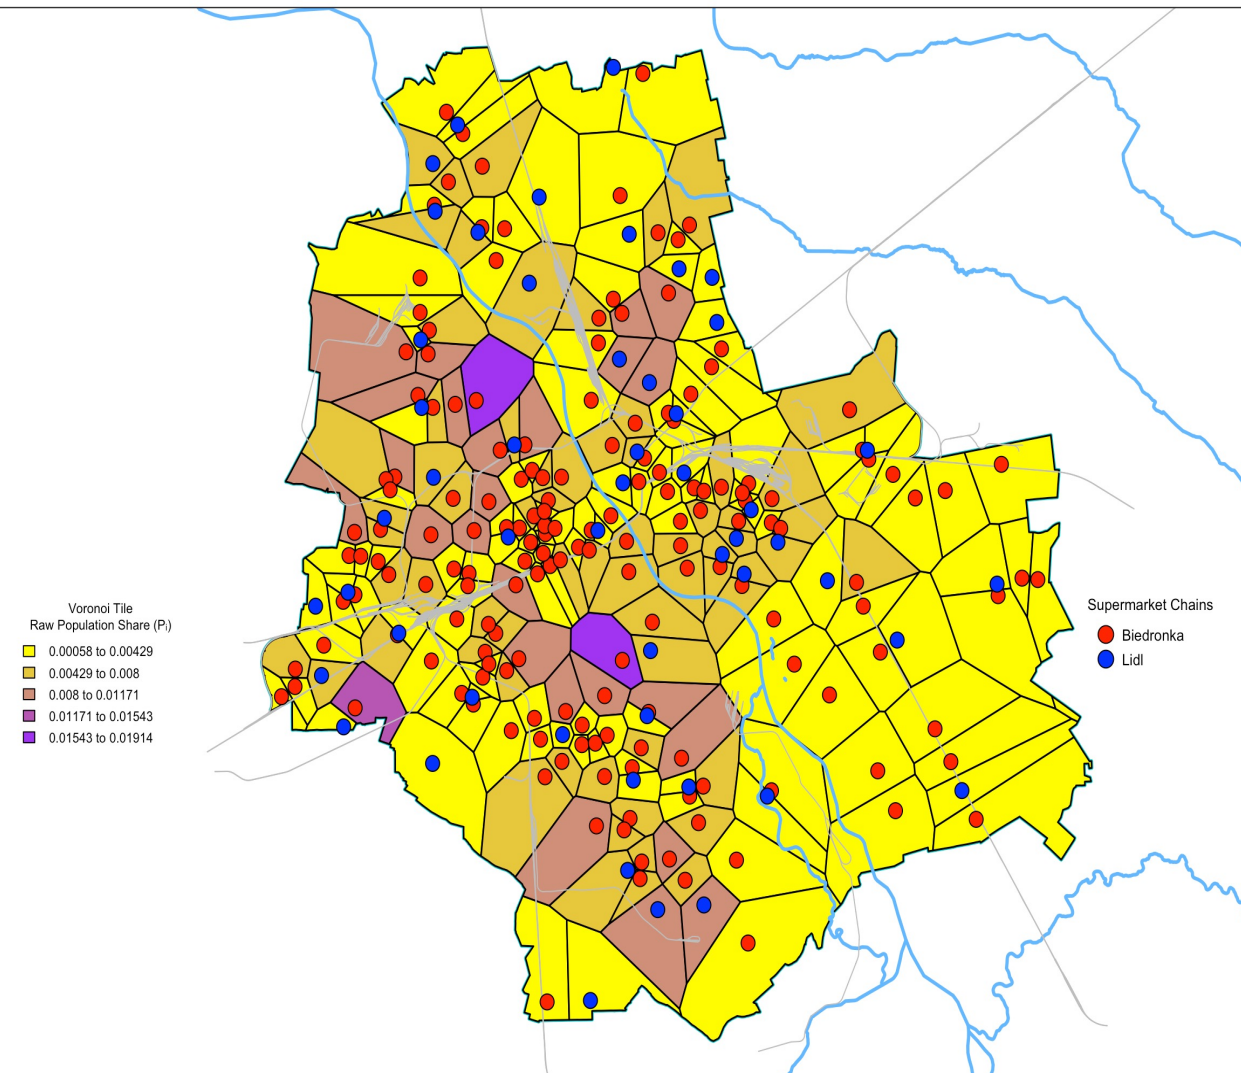 Voronoi Tile
Raw Population Share (Pᵢ)
0.00058 to 0.00429
0.00429 to 0.008
0.008 to 0.01171
0.01171 to 0.01543
0.01543 to 0.01914
Supermarket Chains
Biedronka
Lidl